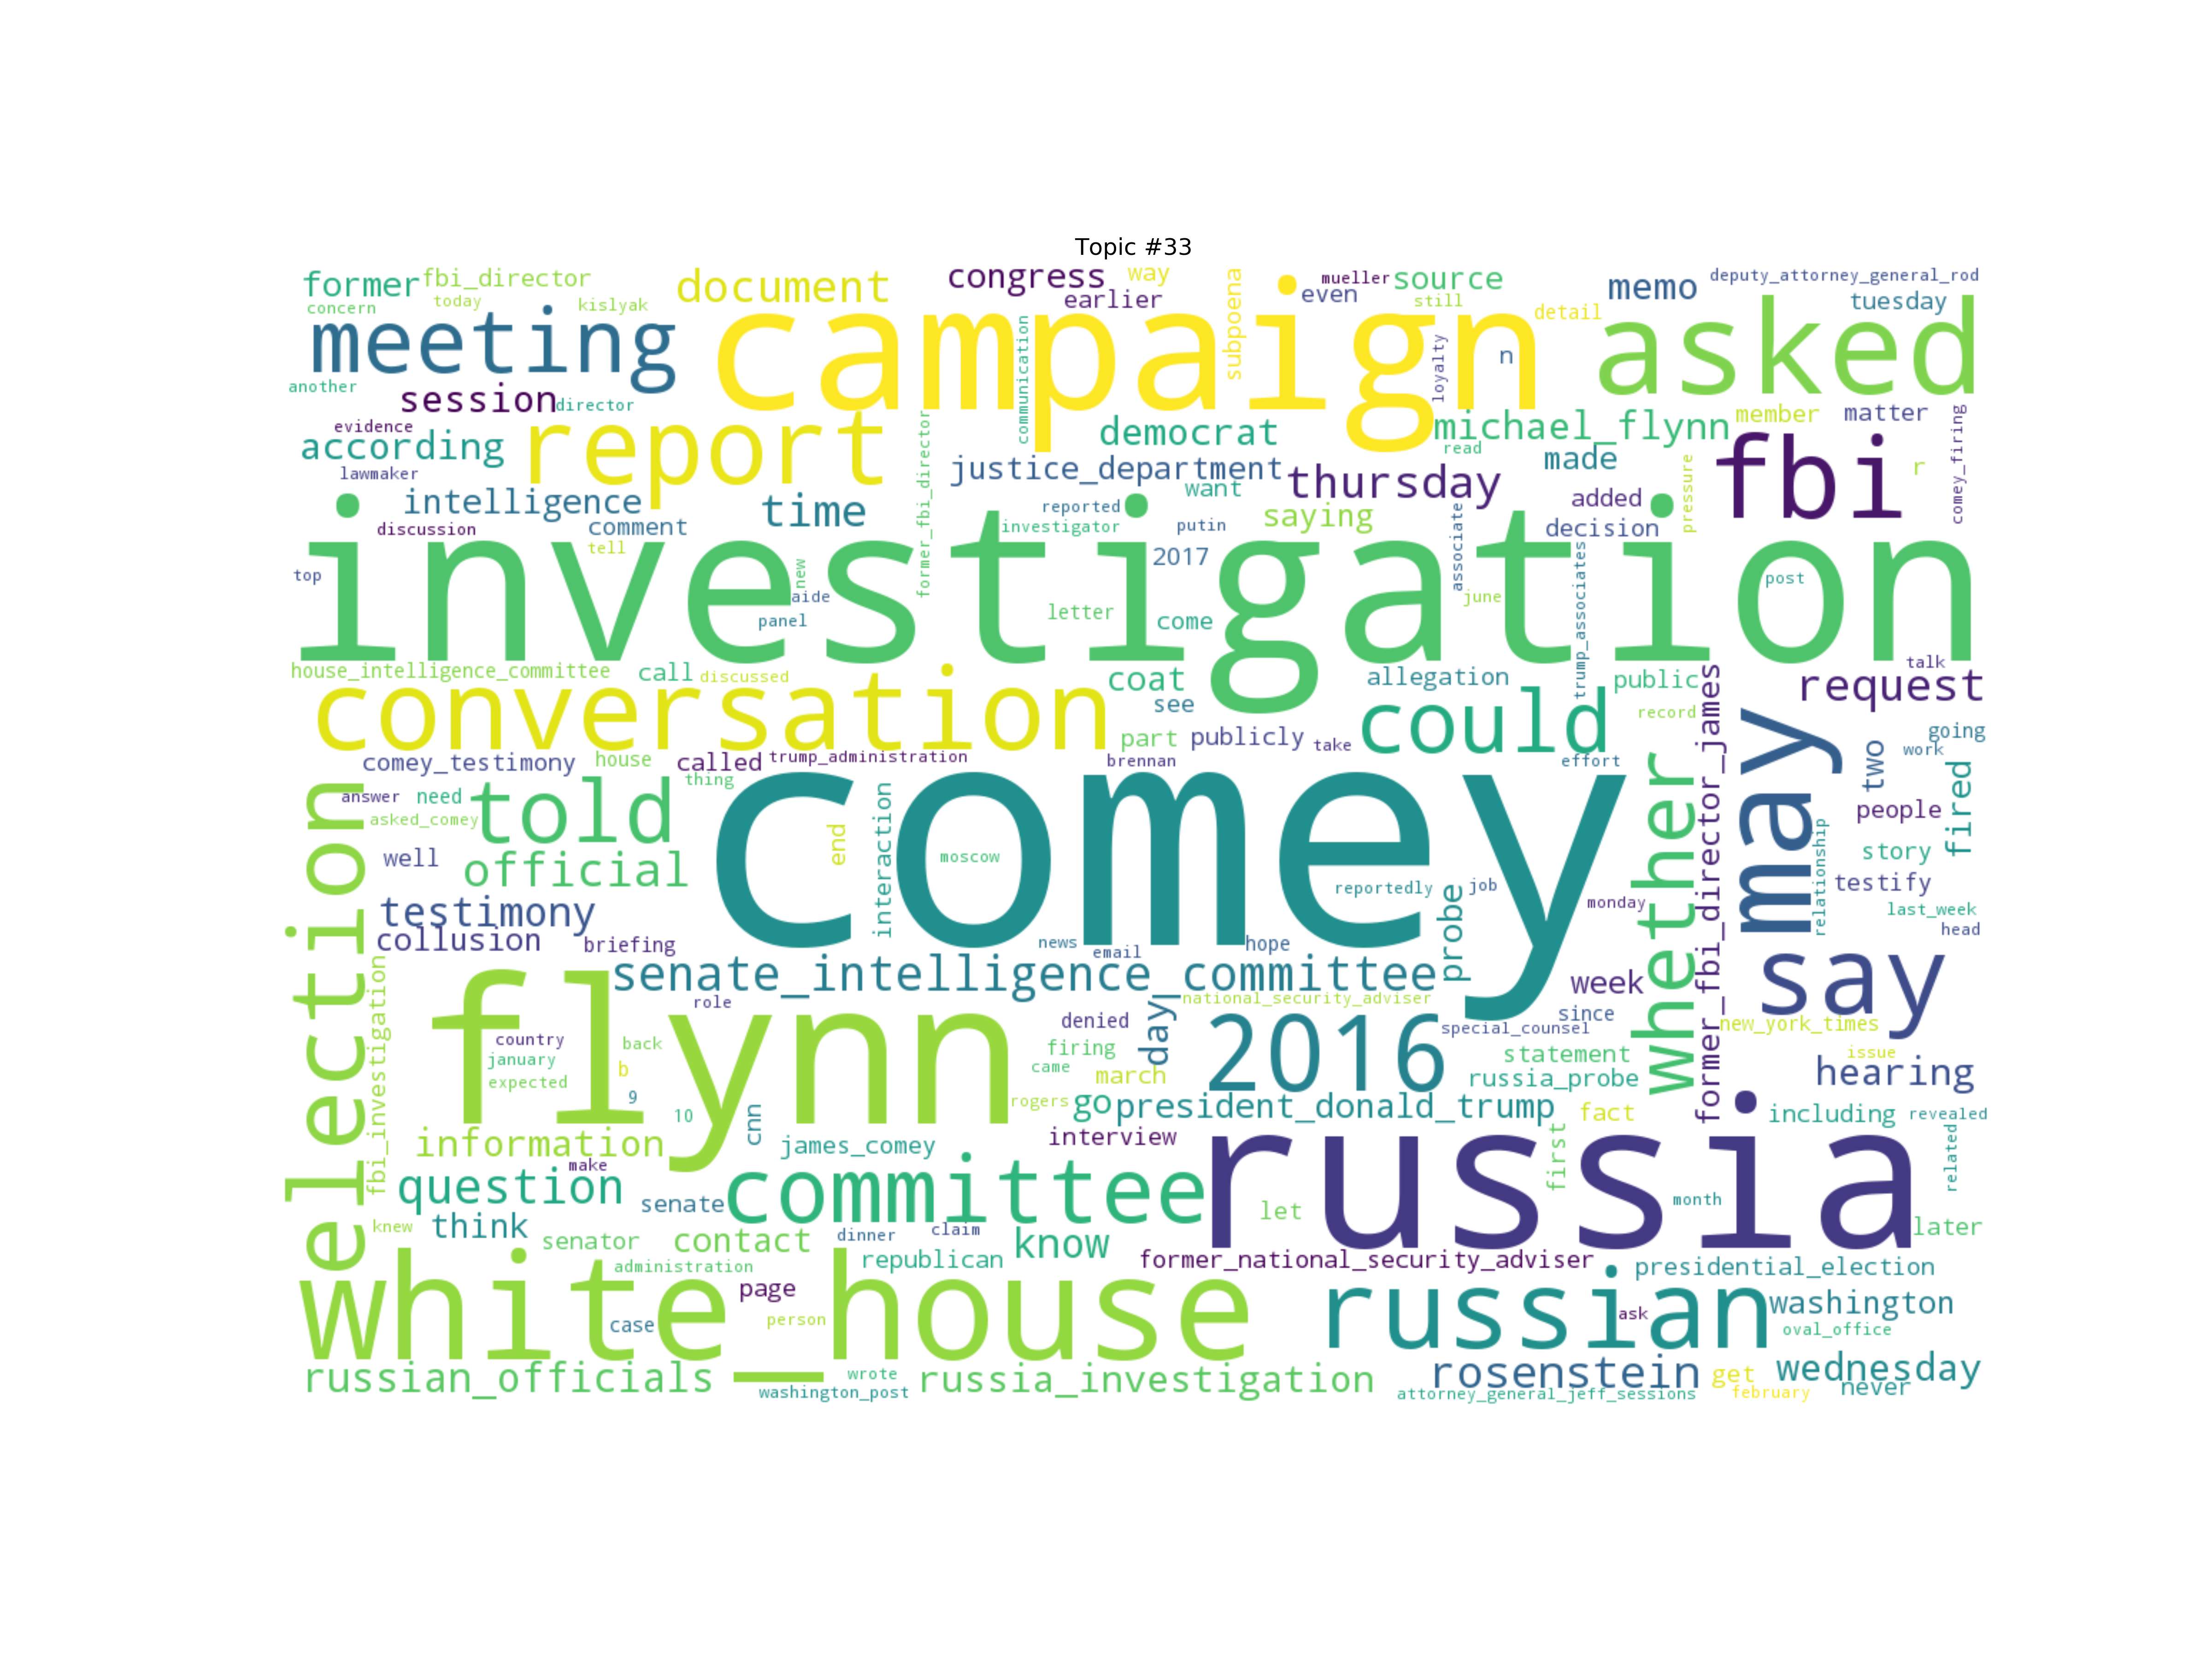 Topic #33
former
fbi_director
document
congress
way
subpoena
mueller
source
memo
deputy_attorney_general_rod
concern
today
kislyak
earlier
even
still
detail
tuesday
meeting
campaign
asked
communication
loyalty
n
another
session
director
report
evidence
according
lawmaker
democrat
michael_flynn
member
matter
comey_firing
read
fbi
r
former_fbi_director
justice_department
thursday
made
pressure
intelligence
time
want
added
discussion
comment
reported
investigator
putin
saying
associate
decision
tell
investigation
2017
trump_associates
post
top
new
aide
panel
letter
come
june
house_intelligence_committee
call
discussed
coat
see
allegation
public
talk
request
conversation
could
record
former_fbi_director_james
may
part
publicly
take
going
work
two
comey_testimony
house
called
trump_administration
brennan
effort
whether
fired
thing
answer
need
told
asked_comey
comey
people
election
end
interaction
moscow
well
official
reportedly
job
probe
monday
relationship
story
testify
testimony
collusion
briefing
news
email
hope
last_week
head
fbi_investigation
flynn
senate_intelligence_committee
week
say
role
national_security_adviser
day
denied
2016
special_counsel
since
new_york_times
country
back
firing
statement
issue
january
b
came
march
russia_probe
hearing
expected
9
10
rogers
go
president_donald_trump
fact
including
revealed
cnn
information
james_comey
interview
first
russia
related
make
question
senate
committee
let
month
knew
think
senator
contact
dinner
claim
republican
know
later
administration
former_national_security_adviser
presidential_election
white_house
page
person
case
russian
ask
washington
oval_office
russian_officials
wrote
washington_post
russia_investigation
rosenstein
get
wednesday
attorney_general_jeff_sessions
february
never